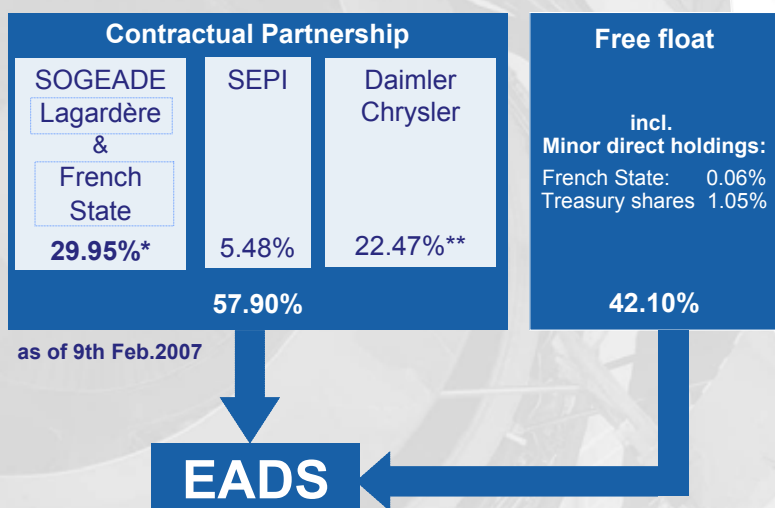 Contractual Partnership
SOGEADE
Lagardère
&
French
State
29.95%*
SEPI
5.48%
Daimler
Chrysler
22.47%**
57.90%
Free float
incl.
Minor direct holdings:
French State: 0.06%
Treasury shares 1.05%
42.10%
as of 9th Feb.2007
EADS